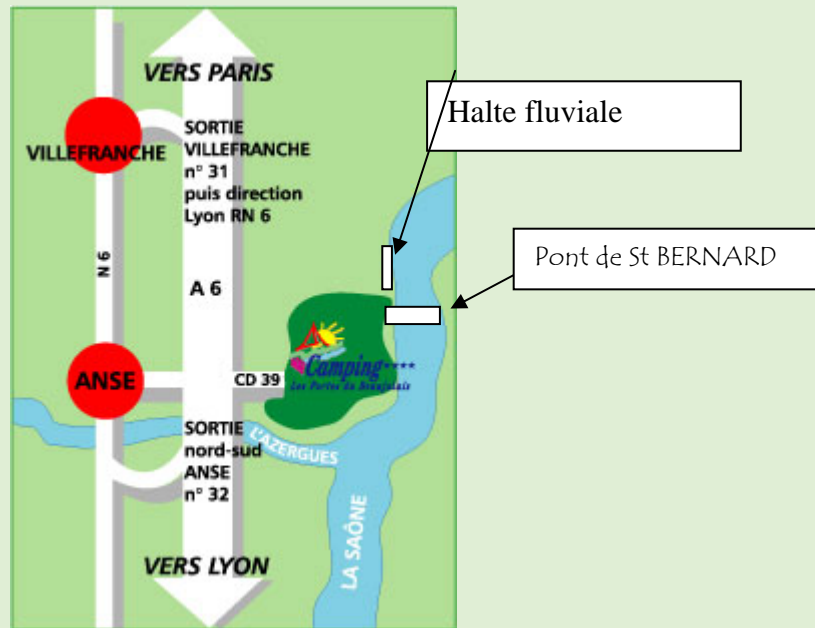 VERS PARIS
Halte fluviale
SORTIE
VILLEFRANCHE
n° 31
puis direction
Lyon RN 6
VILLEFRANCHE
Pont de St BERNARD
N 6
A 6
Camping****
Les Portes du Beaujolais
ANSE
CD 39
SORTIE
nord-sud
ANSE
n° 32
L'AZERGUES
LA SAÔNE
VERS LYON